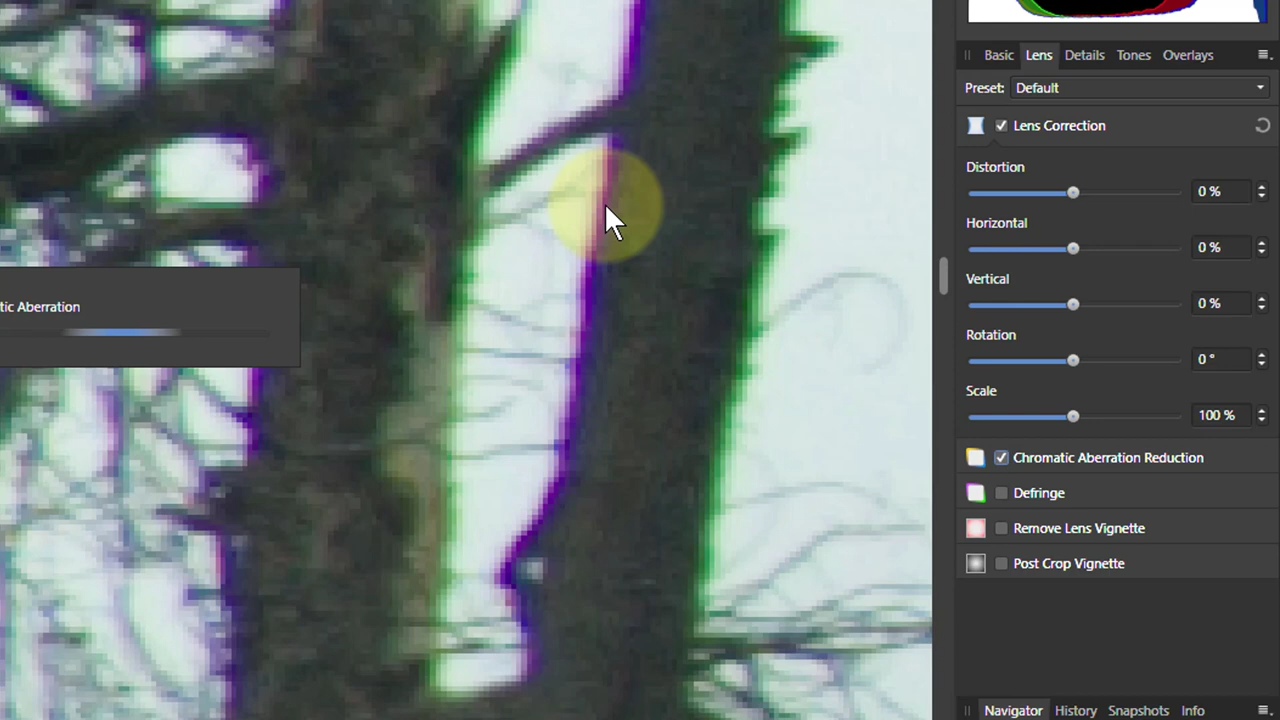 Basic Lens Details Tones Overlays
Preset: Default
Lens Correction
Distortion
0 %
Horizontal
0 %
Vertical
0 %
tic Aberration
Rotation
0 °
Scale
100 %
Chromatic Aberration Reduction
Defringe
Remove Lens Vignette
Post Crop Vignette
Navigator History Snapshots Info